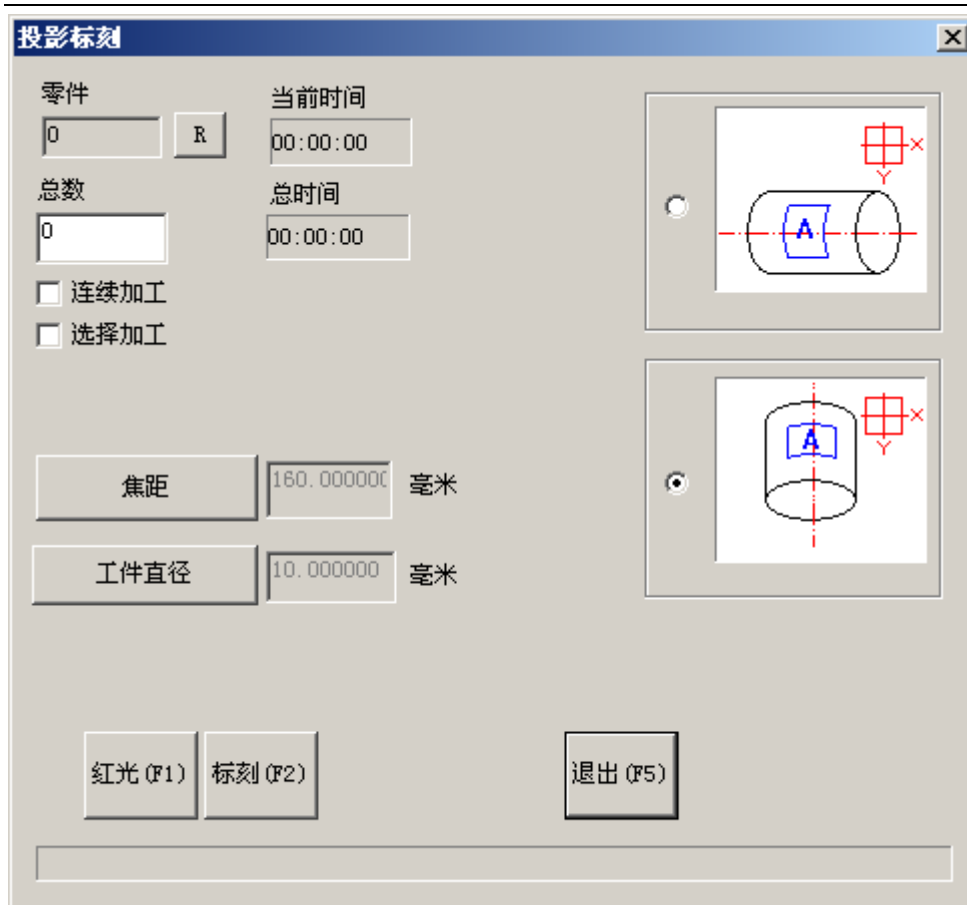 投影标刻
零件
当前时间
0
R
00:00:00
总数
总时间
0
00:00:00
连续加工
选择加工
X
Y
A
X
Y
A
焦距
160.000000
毫米
工件直径
10.000000
毫米
红光(F1)
标刻(F2)
退出(F5)